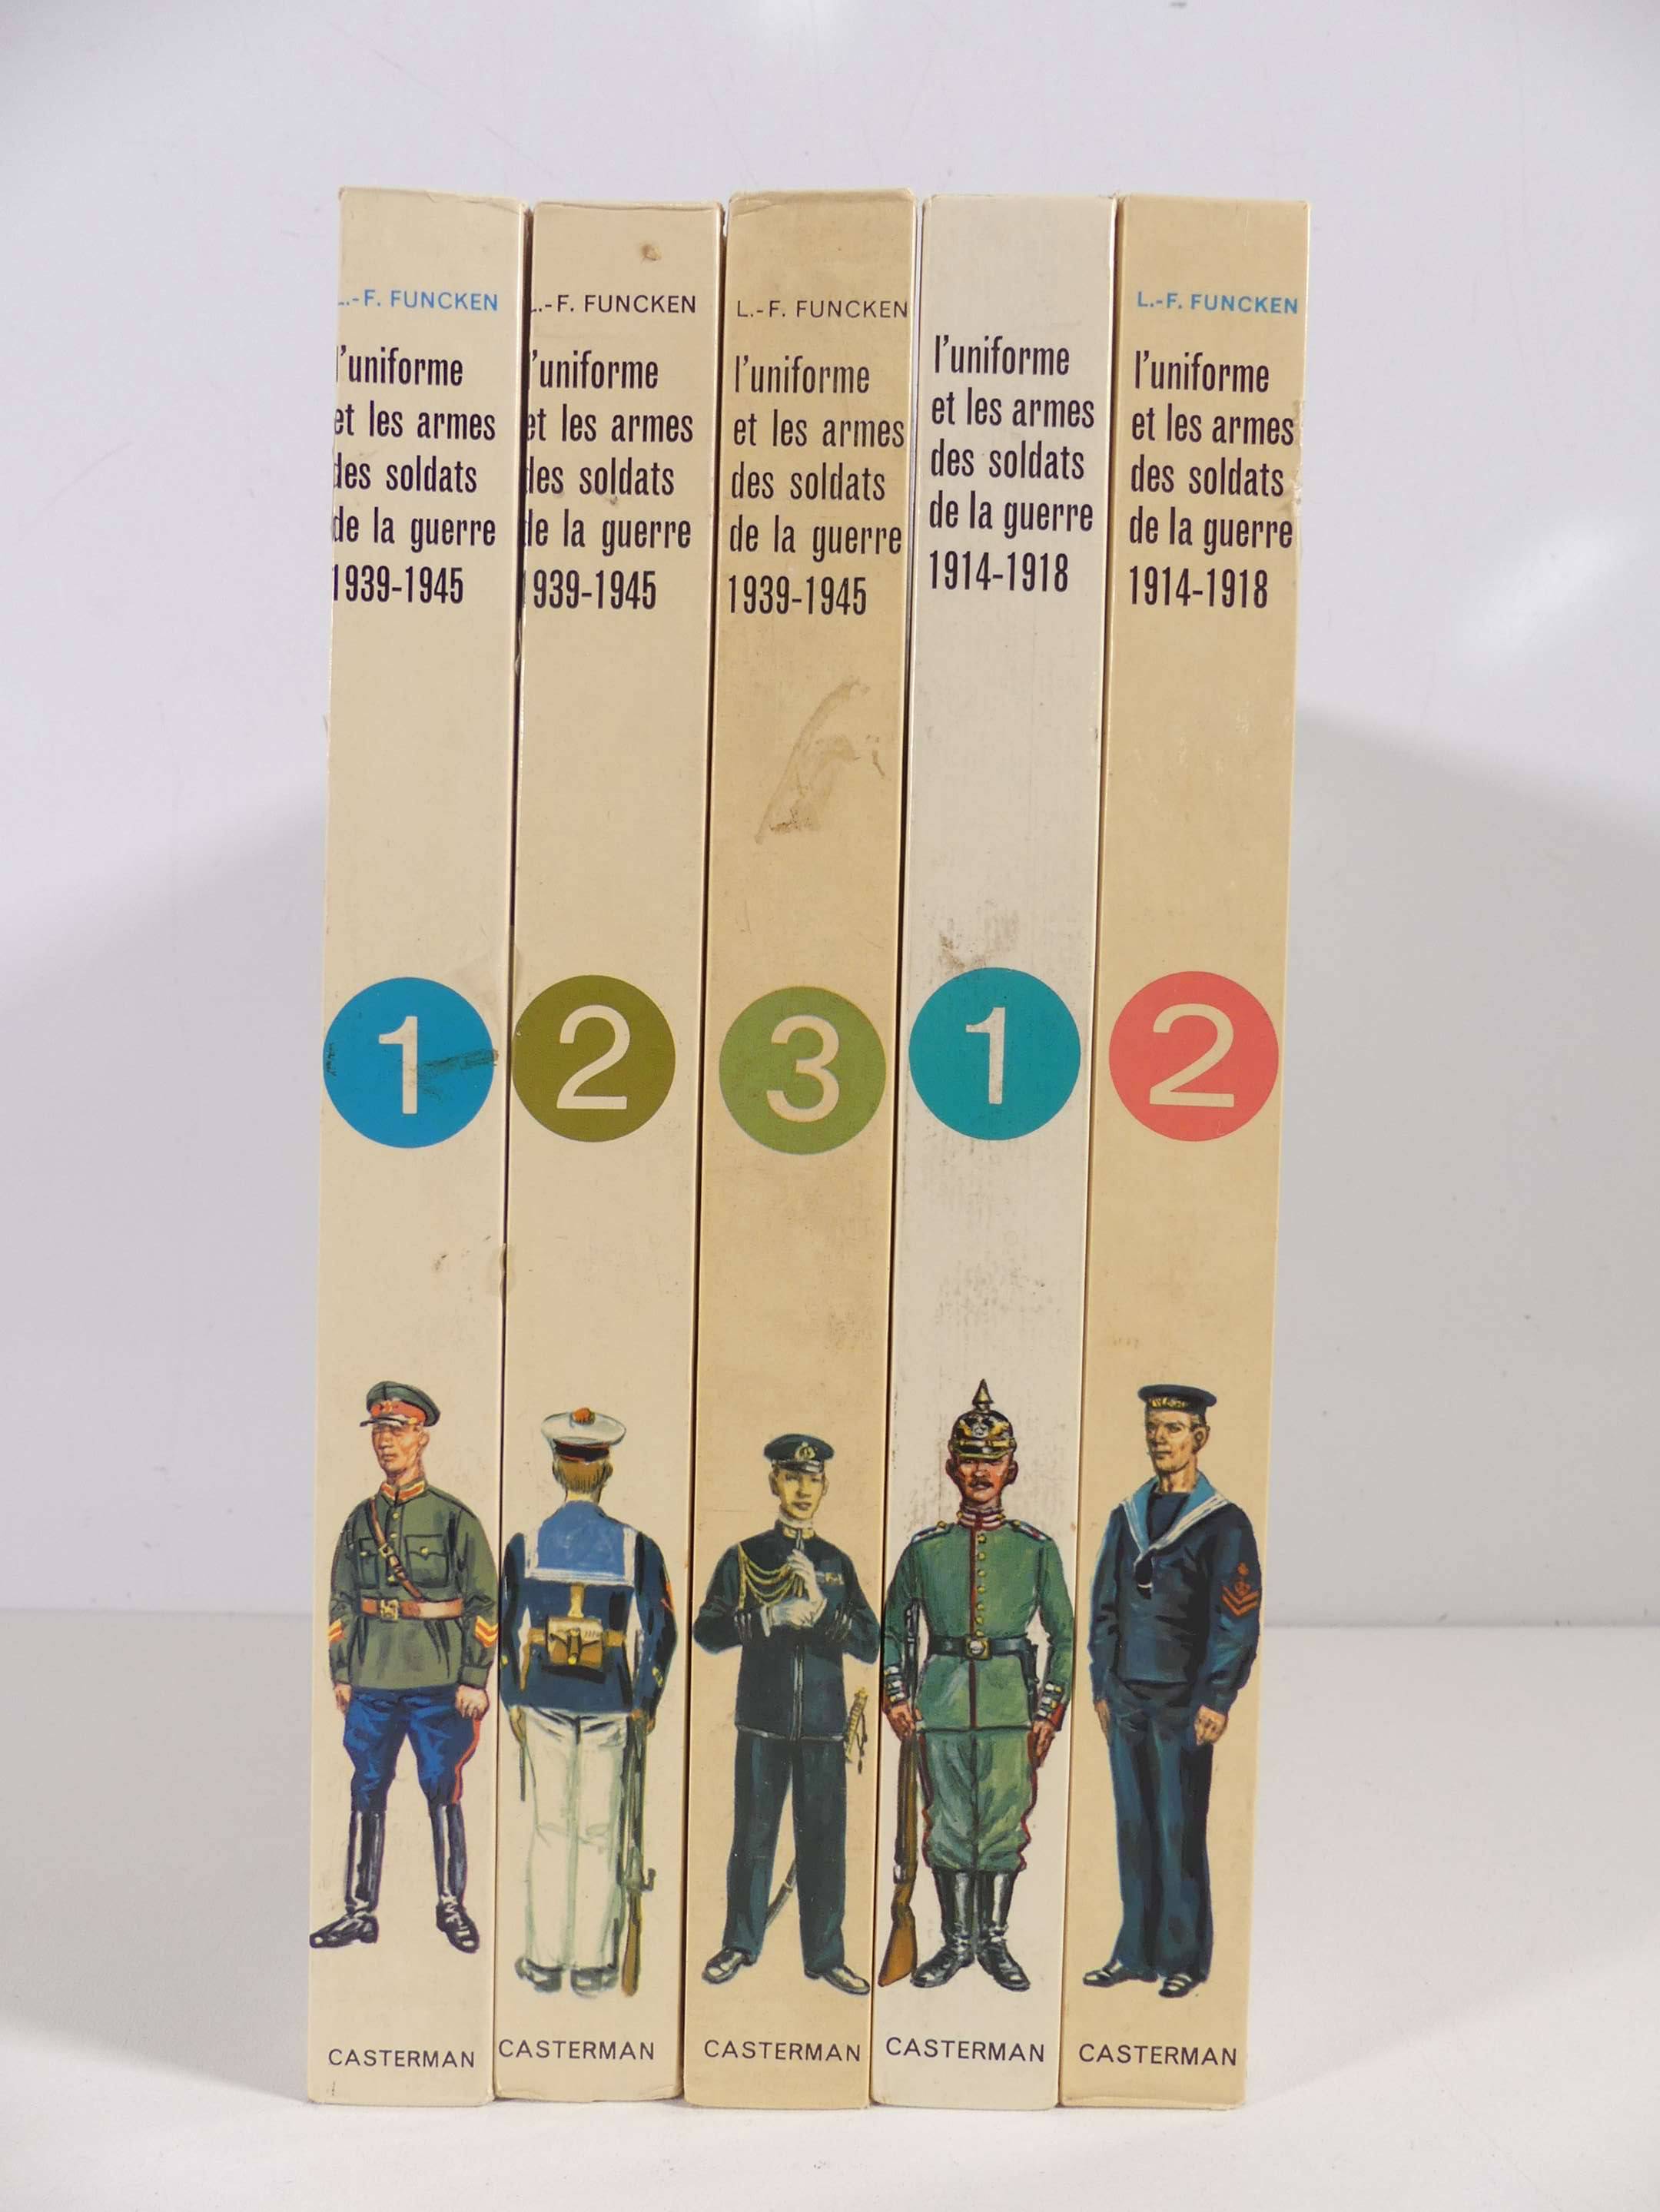 L.-F. FUNCKEN
l'uniforme
et les armes
des soldats
de la guerre
1939-1945
1
CASTERMAN
L.-F. FUNCKEN
l'uniforme
et les armes
des soldats
de la guerre
1939-1945
2
CASTERMAN
L.-F. FUNCKEN
l'uniforme
et les armes
des soldats
de la guerre
1939-1945
3
CASTERMAN
l'uniforme
et les armes
des soldats
de la guerre
1914-1918
1
CASTERMAN
L.-F. FUNCKEN
l'uniforme
et les armes
des soldats
de la guerre
1914-1918
2
CASTERMAN